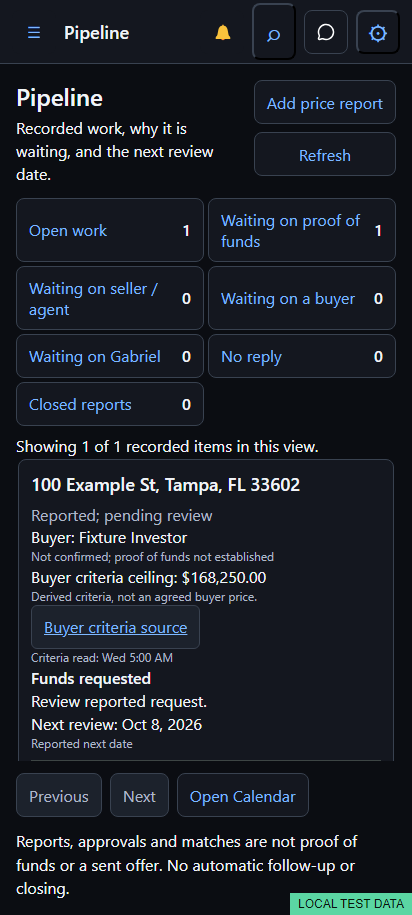 Pipeline
Pipeline
Add price report
Recorded work, why it is
waiting, and the next review
date.
Refresh
Open work 1
Waiting on proof of
funds 1
Waiting on seller /
agent 0
Waiting on a buyer 0
Waiting on Gabriel 0
No reply 0
Closed reports 0
Showing 1 of 1 recorded items in this view.
100 Example St, Tampa, FL 33602
Reported; pending review
Buyer: Fixture Investor
Not confirmed; proof of funds not established
Buyer criteria ceiling: $168,250.00
Derived criteria, not an agreed buyer price.
Buyer criteria source
Criteria read: Wed 5:00 AM
Funds requested
Review reported request.
Next review: Oct 8, 2026
Reported next date
Previous
Next
Open Calendar
Reports, approvals and matches are not proof of
funds or a sent offer. No automatic follow-up or
closing.
LOCAL TEST DATA